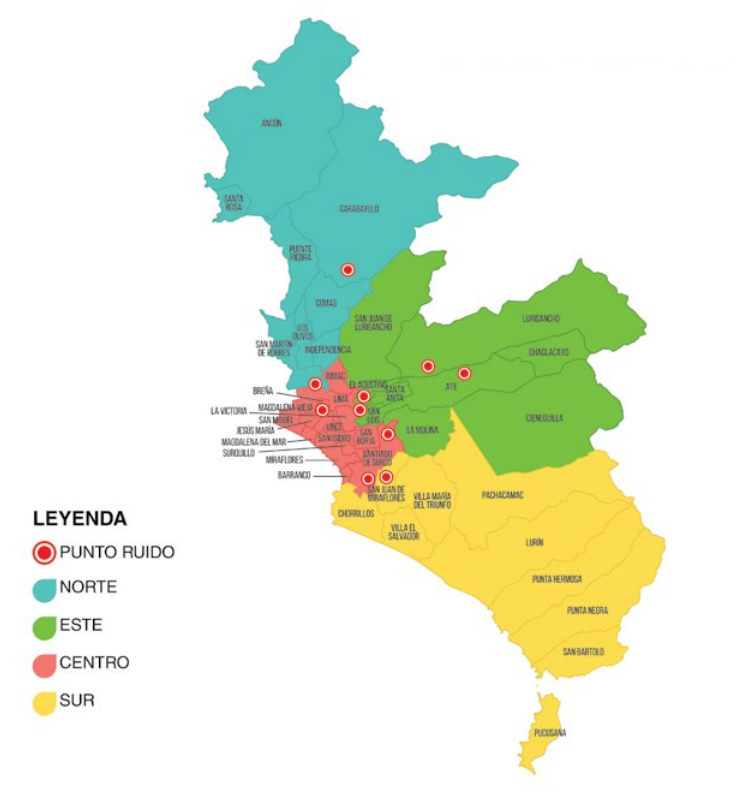 ANCÓN
SANTA
ROSA
CARABAYLLO
PUENTE
PIEDRA
COMAS
LOS
OLIVOS
SAN MARTIN
DE PORRES
INDEPENDENCIA
SAN JUAN DE
LURIGANCHO
LURIGANCHO
CHACLACAYO
RIMAC
EL AGUSTINO
SANTA
ANITA
ATE
BREÑA
LIMA
MAGDALENA VIEJA
LA VICTORIA
SAN MIGUEL
SAN
LUIS
CIENEGUILLA
JESÚS MARÍA
LINCE
LA MOLINA
MAGDALENA DEL MAR
SAN ISIDRO
SAN
BORJA
SURQUILLO
MIRAFLORES
SANTIAGO
DE SURCO
BARRANCO
SAN JUAN DE
MIRAFLORES
VILLA MARÍA
DEL TRIUNFO
PACHACAMAC
CHORRILLOS
VILLA EL
SALVADOR
LURÍN
PUNTA HERMOSA
PUNTA NEGRA
SAN BARTOLO
PUCUSANA
LEYENDA
PUNTO RUIDO
NORTE
ESTE
CENTRO
SUR